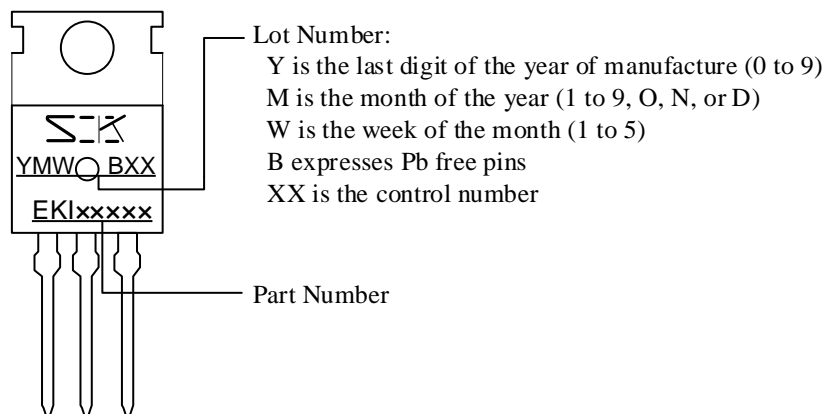 Lot Number:
Y is the last digit of the year of manufacture (0 to 9)
M is the month of the year (1 to 9, O, N, or D)
W is the week of the month (1 to 5)
B expresses Pb free pins
XX is the control number
SK
YMW○ BXX
EKI×××××
Part Number